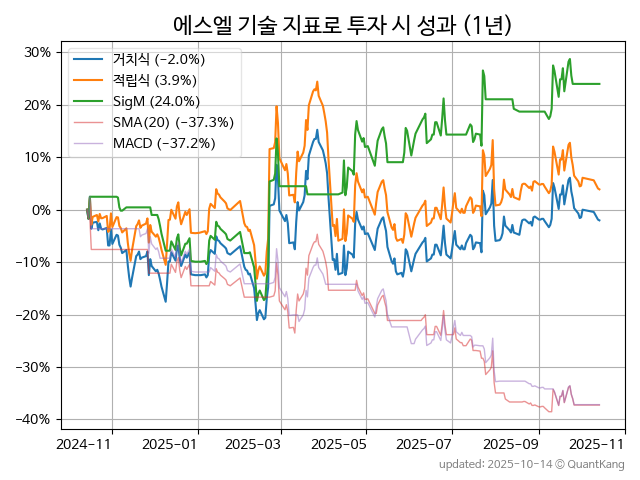 에스엘 기술 지표로 투자 시 성과 (1년)
거치식 (−2.0%)
적립식 (3.9%)
SigM (24.0%)
SMA(20) (−37.3%)
MACD (−37.2%)
30%
20%
10%
0%
−10%
−20%
−30%
−40%
2024-11 2025-01 2025-03 2025-05 2025-07 2025-09 2025-11
updated: 2025-10-14 © QuantKang